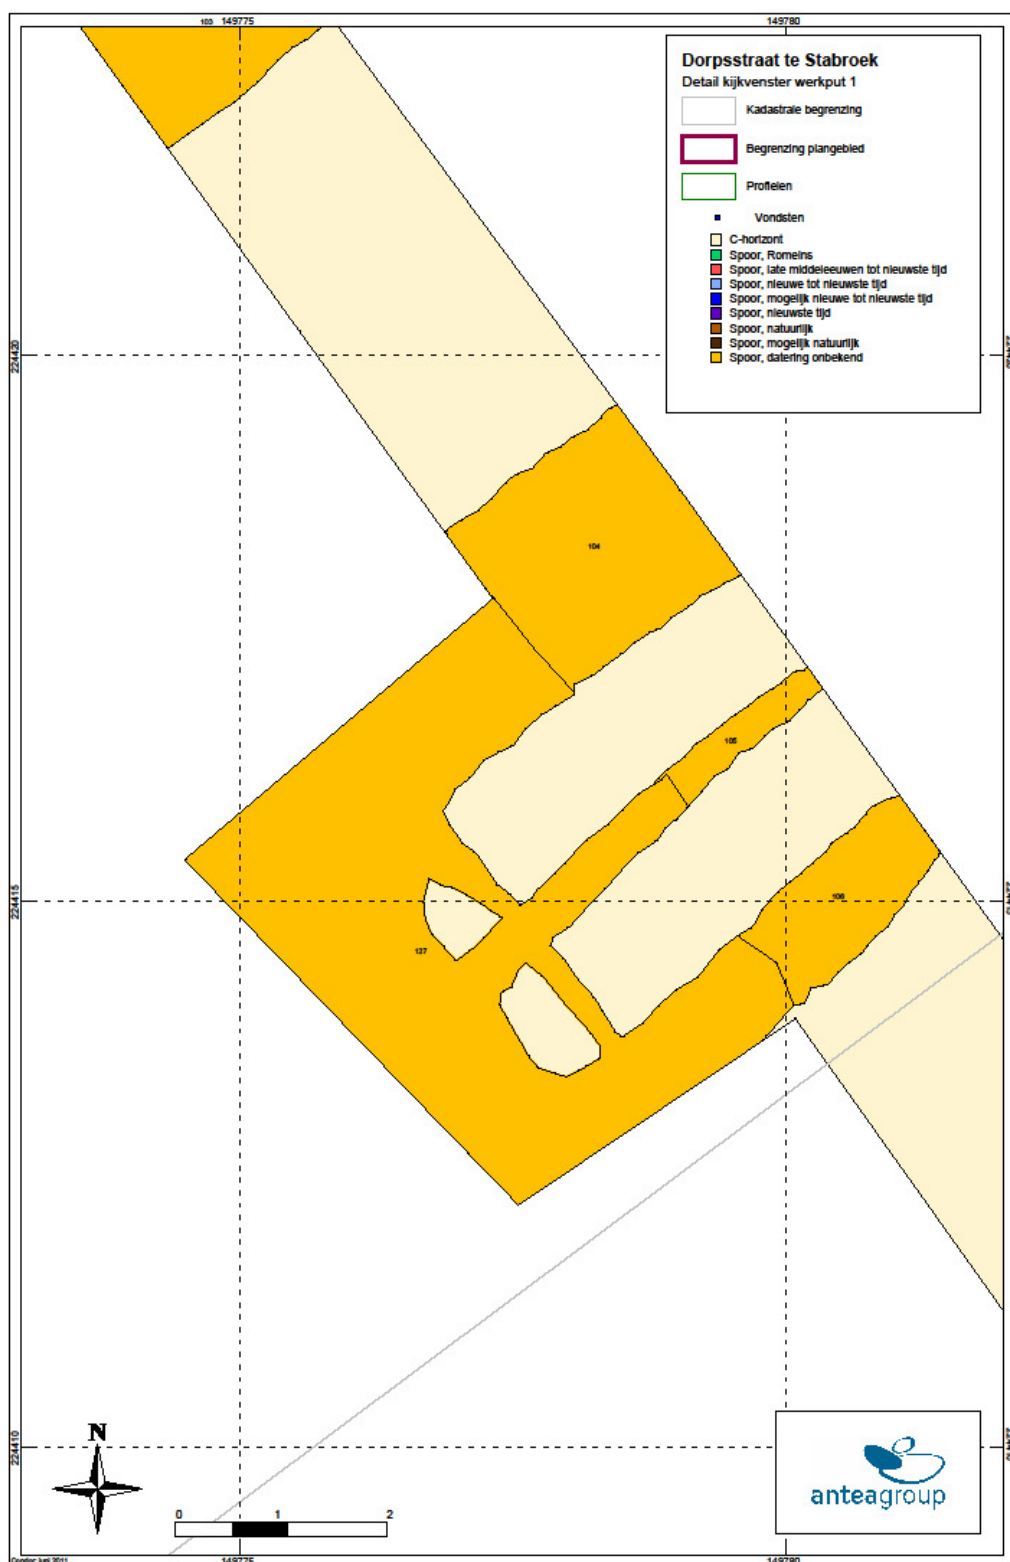 103
149775
149780
Dorpsstraat te Stabroek
Detail kijkvenster werkput 1
Kadastrale begrenzing
Begrenzing plangebied
Profielen
Vondsten
C-horizont
Spoor, Romeins
Spoor, late middeleeuwen tot nieuwste tijd
Spoor, nieuwe tot nieuwste tijd
Spoor, mogelijk nieuwe tot nieuwste tijd
Spoor, nieuwste tijd
Spoor, natuurlijk
Spoor, mogelijk natuurlijk
Spoor, datering onbekend
224420
104
105
106
224415
127
224410
N
0 1 2
anteagroup
149775
149780